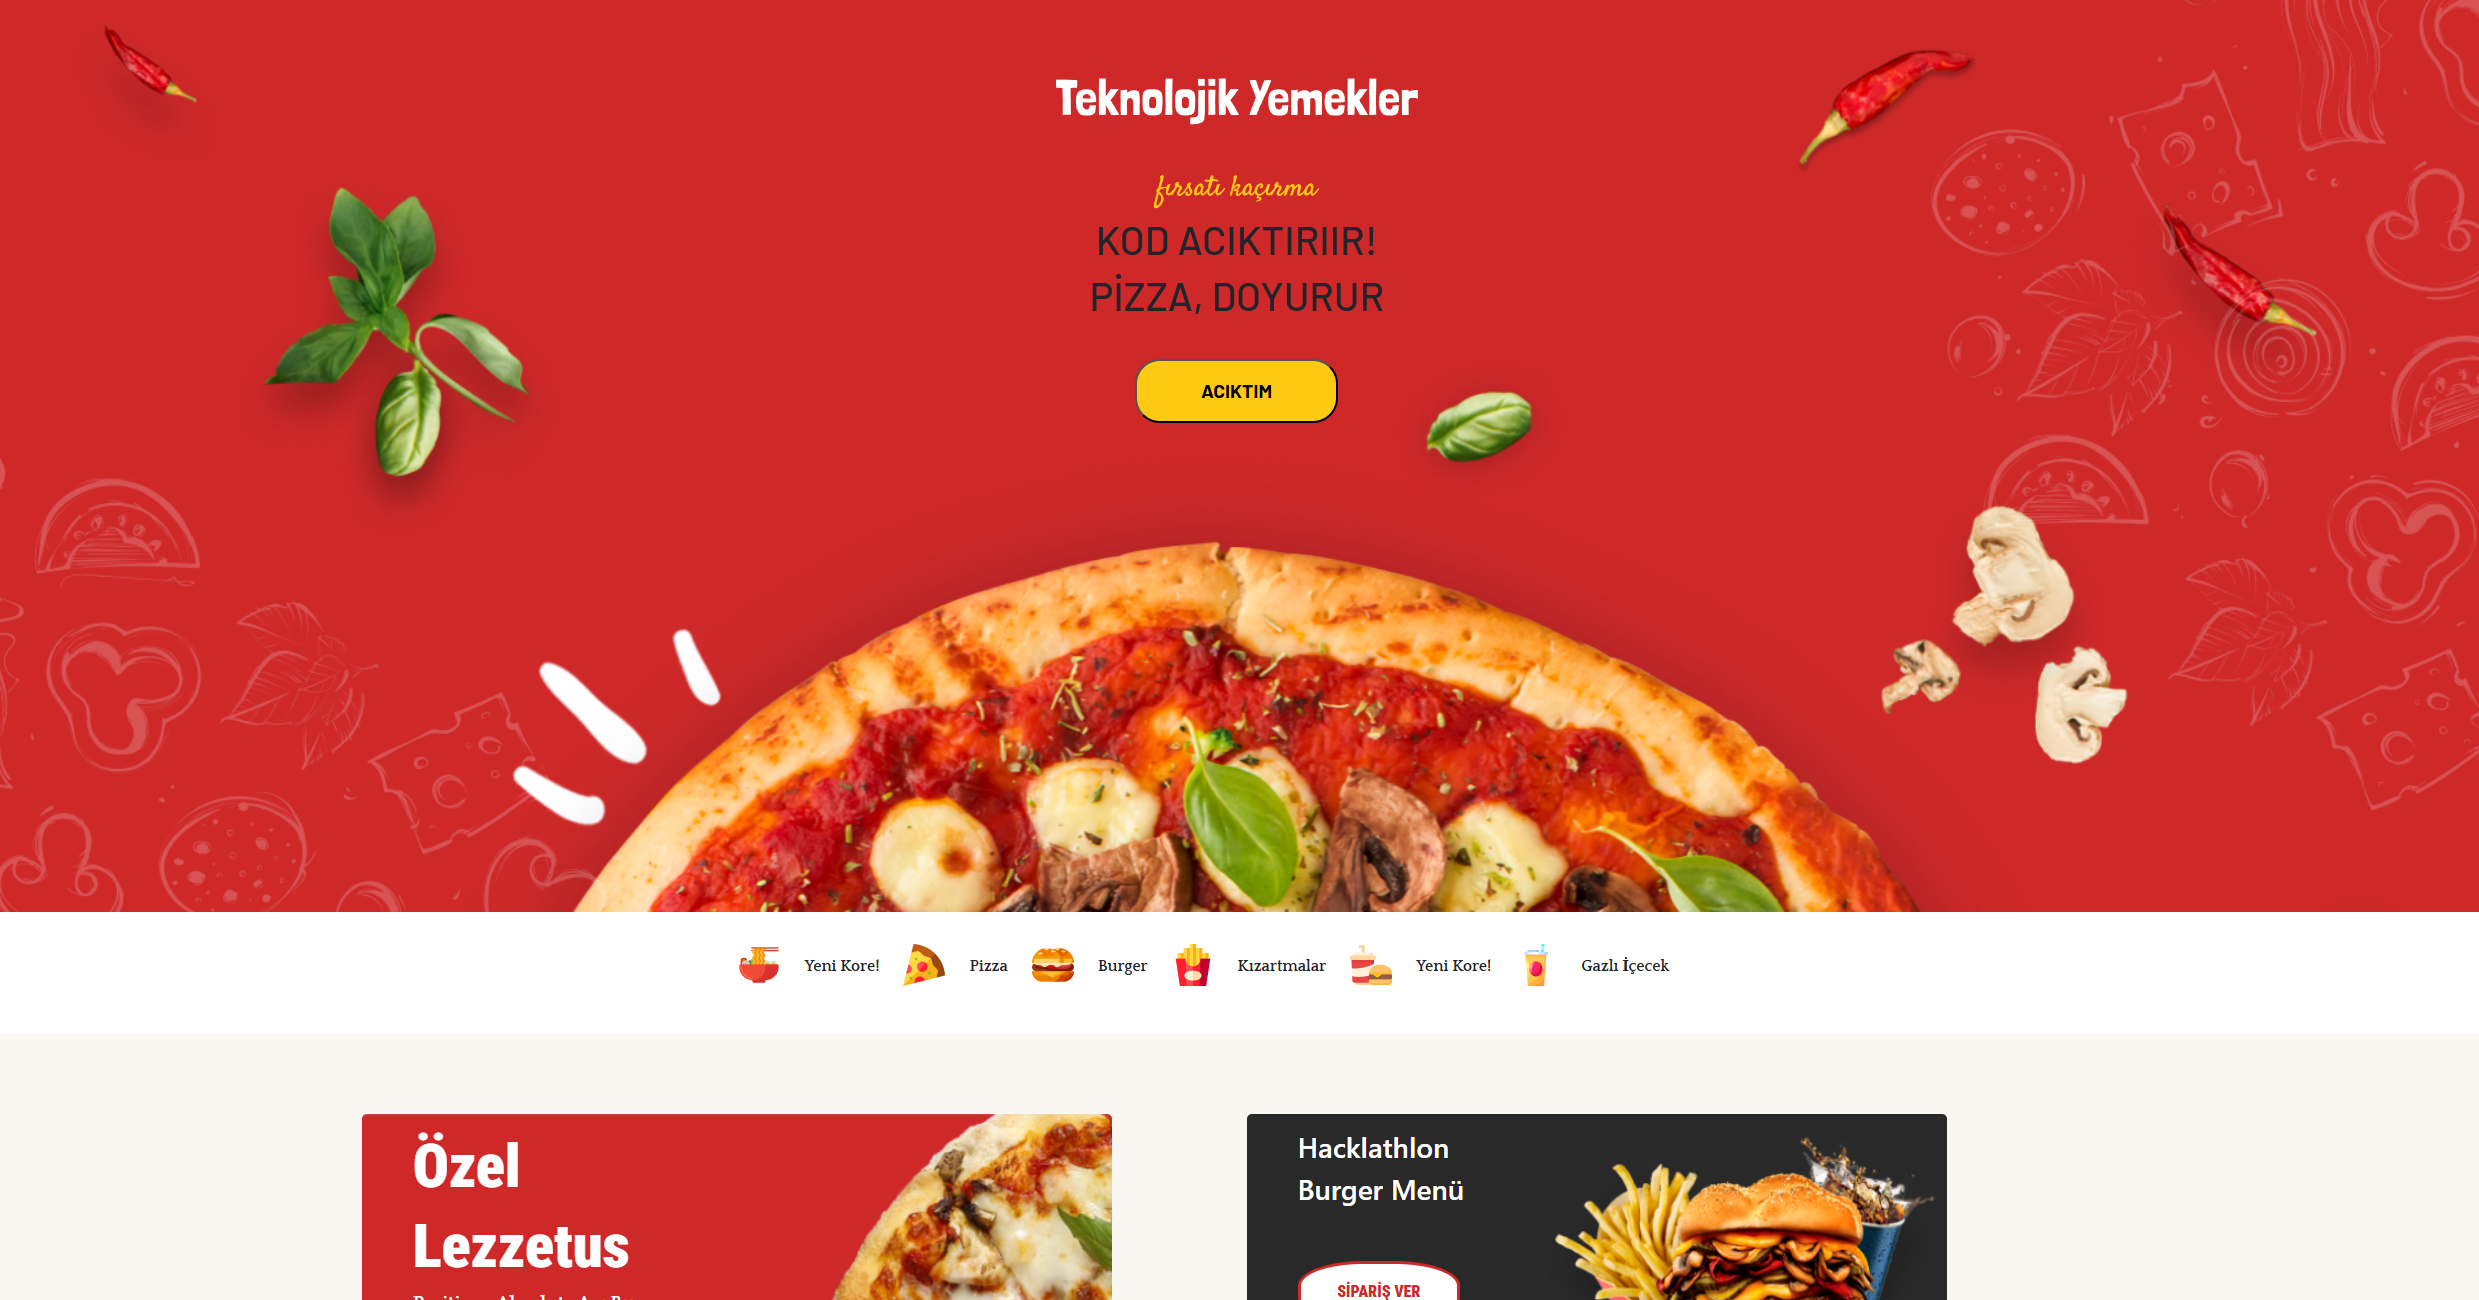 Teknolojik Yemekler
fırsatı kaçırma
KOD ACIKTIRIIR!
PİZZA, DOYURUR
ACIKTIM
Yeni Kore! Pizza Burger Kızartmalar Yeni Kore! Gazlı İçecek
Özel
Lezzetus
Hacklathlon
Burger Menü
SİPARİŞ VER